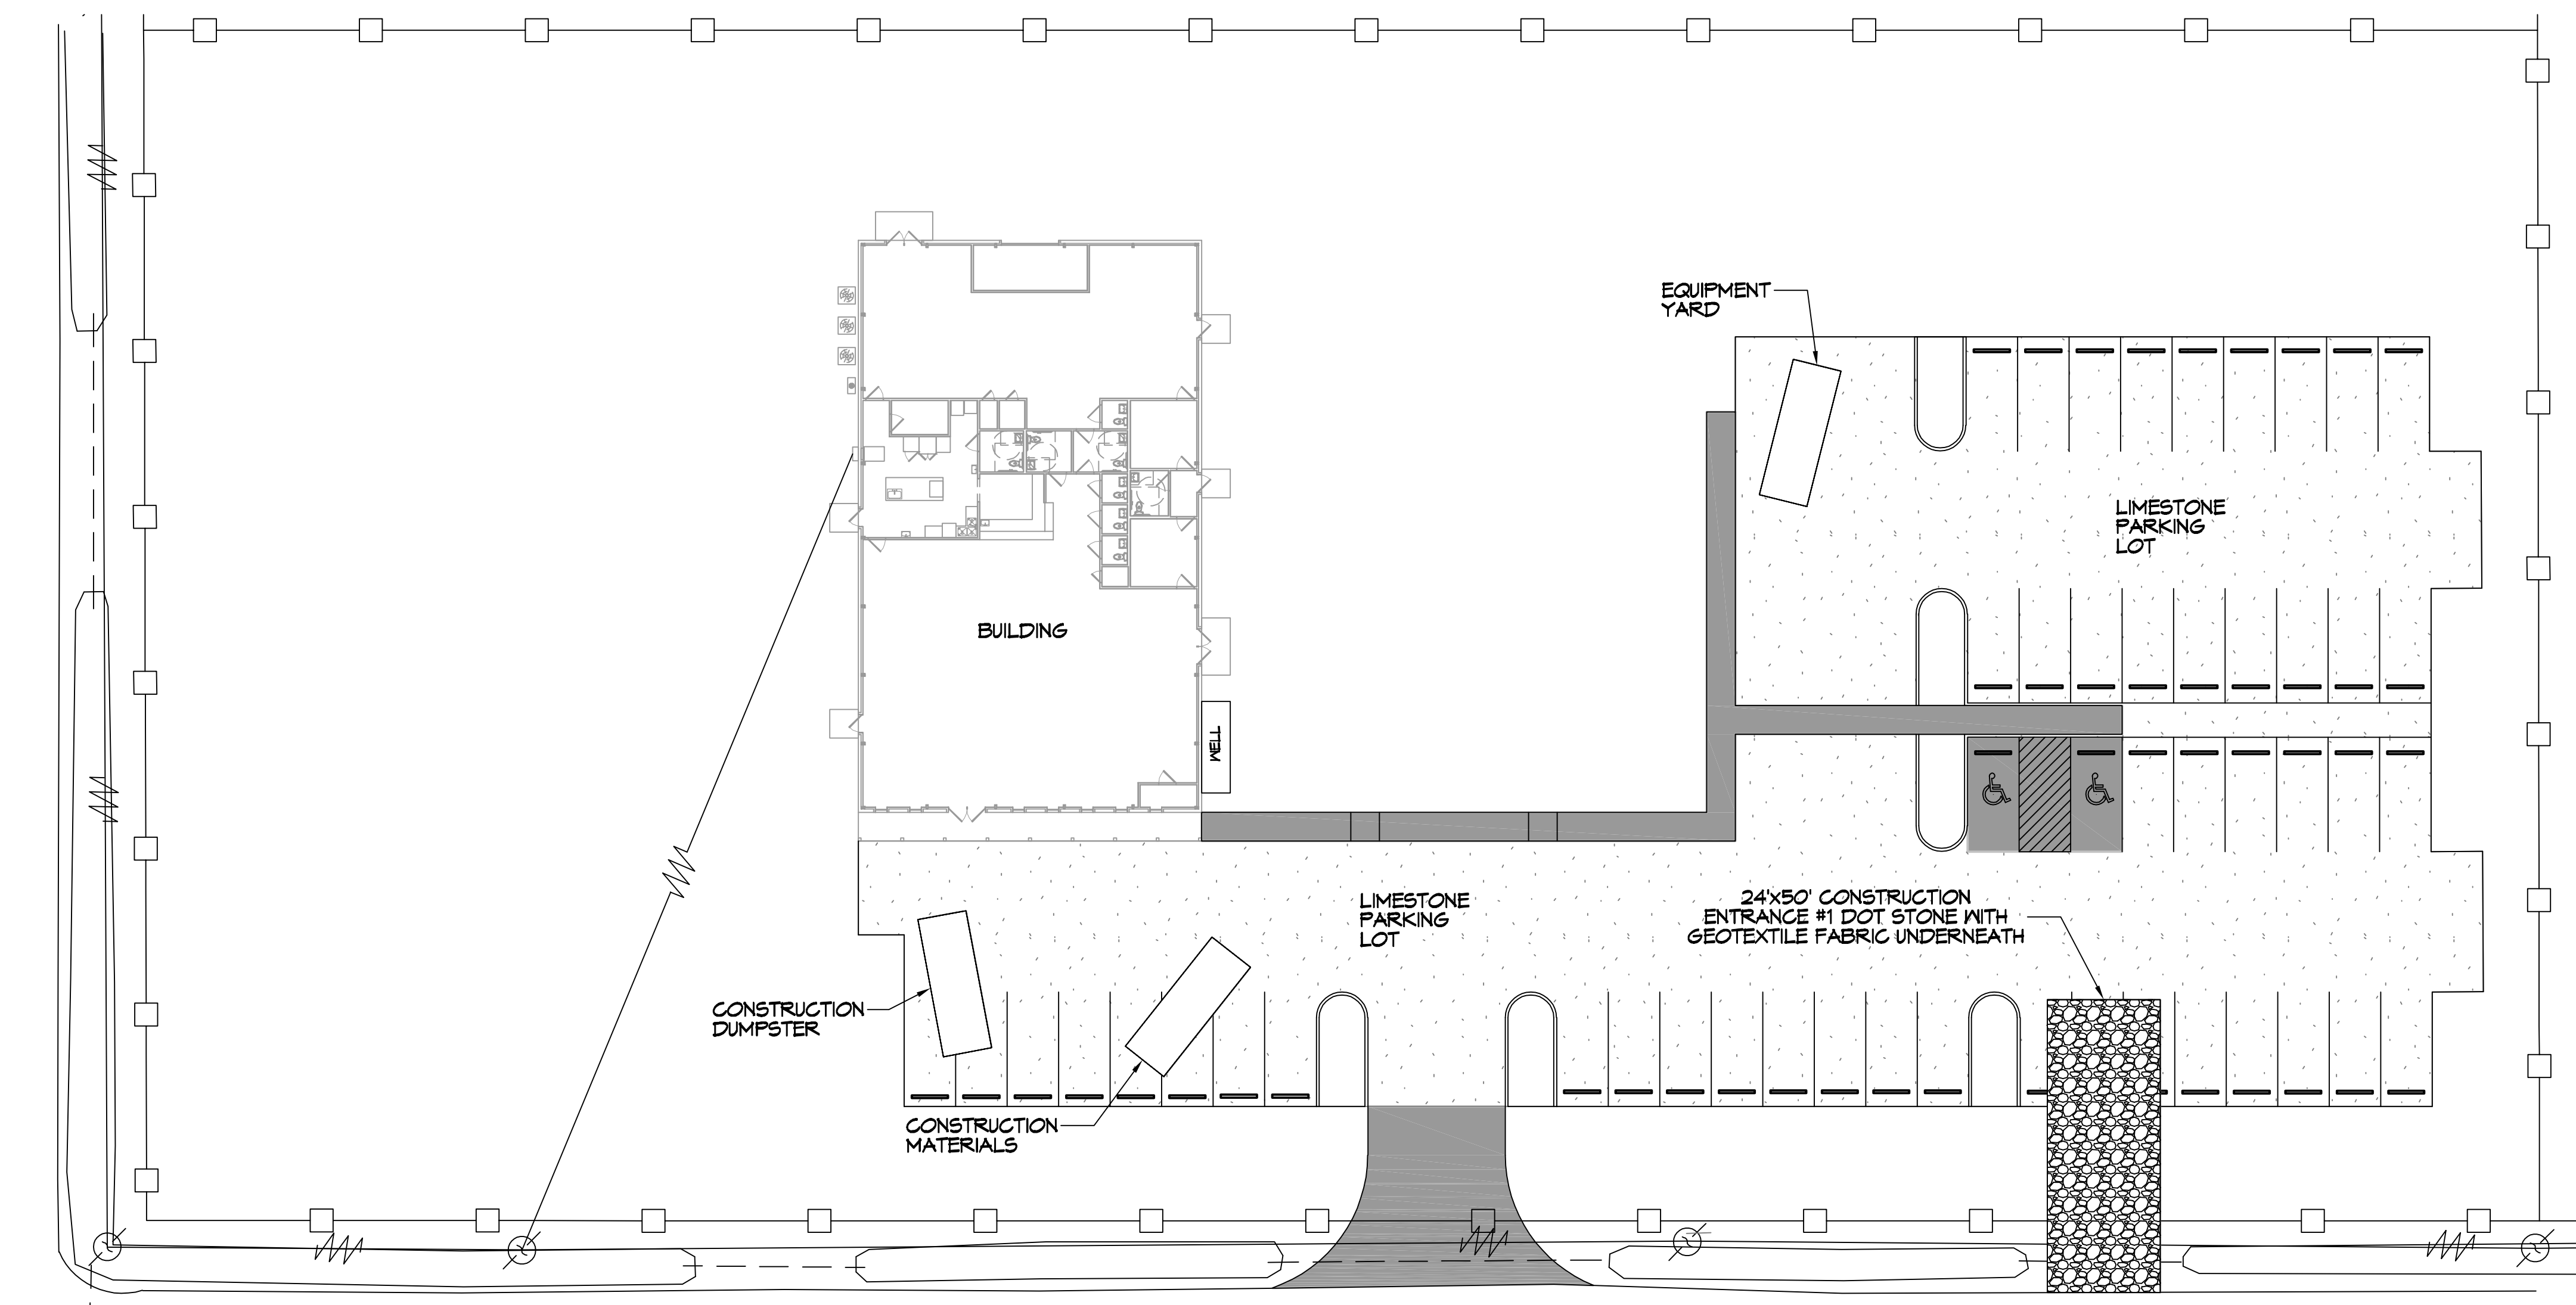 EQUIPMENT
YARD
LIMESTONE
PARKING
LOT
BUILDING
WELL
LIMESTONE
PARKING
LOT
24'x50' CONSTRUCTION
ENTRANCE #1 DOT STONE WITH
GEOTEXTILE FABRIC UNDERNEATH
CONSTRUCTION
DUMPSTER
CONSTRUCTION
MATERIALS